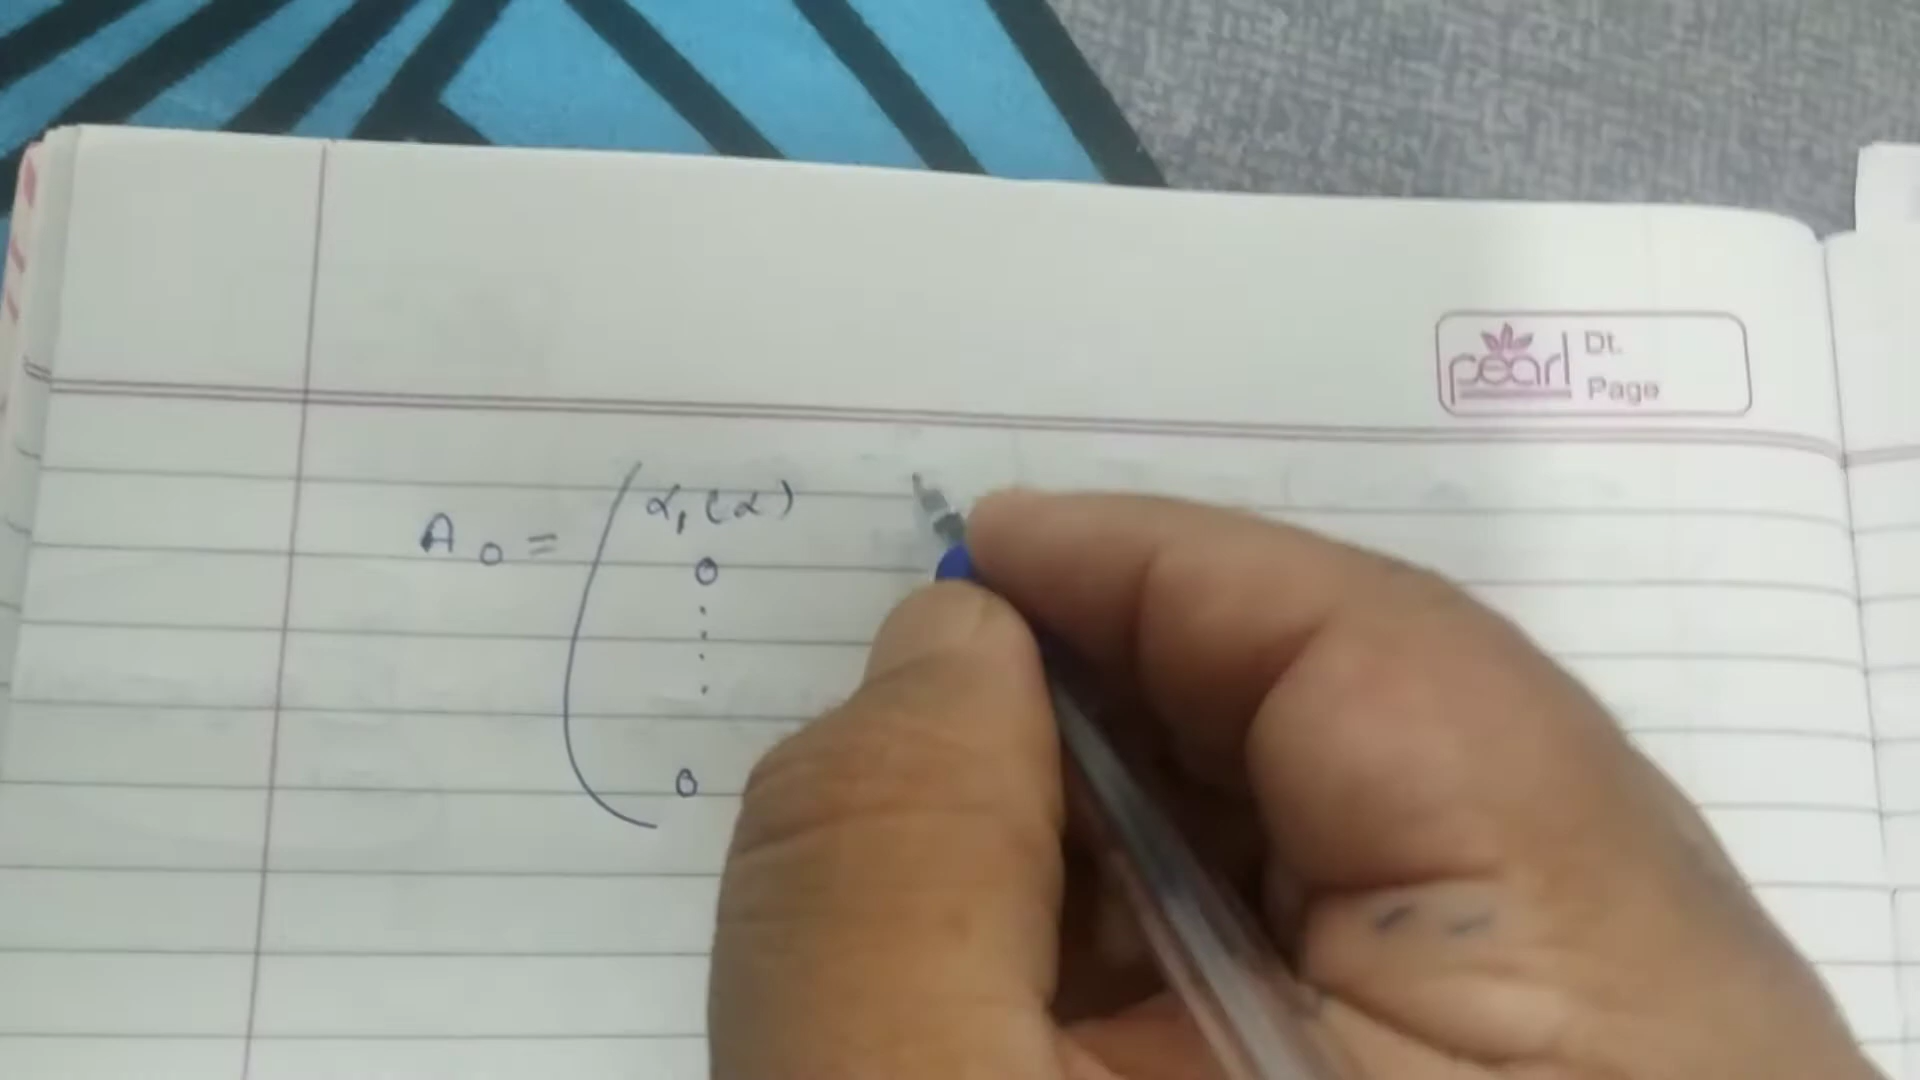 pearl Dt.
Page
A₀ = ( α₁(α)
0
.
.
.
.
0